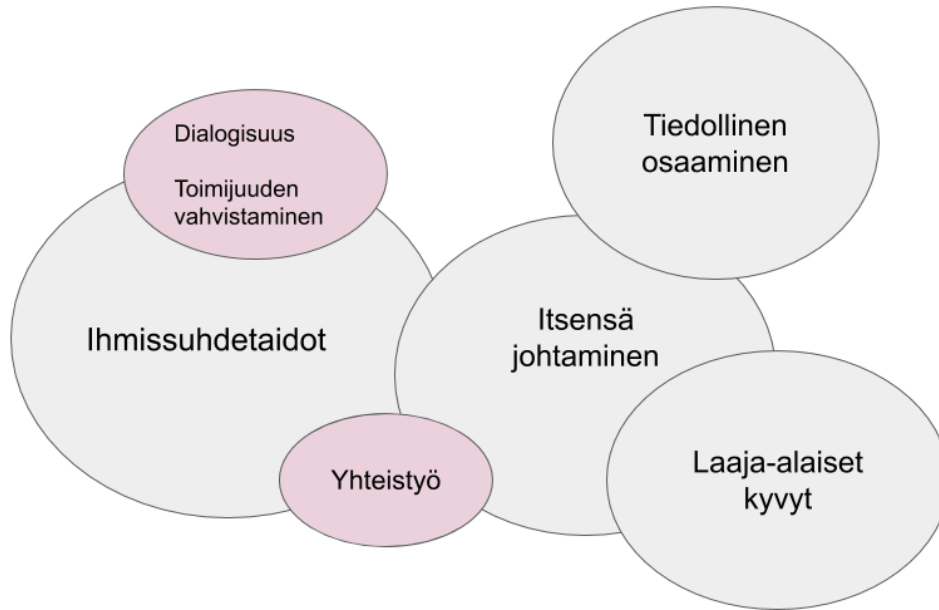 Dialogisuus
Toimijuuden
vahvistaminen
Tiedollinen
osaaminen
Ihmissuhdetaidot
Itsensä
johtaminen
Yhteistyö
Laaja-alaiset
kyvyt